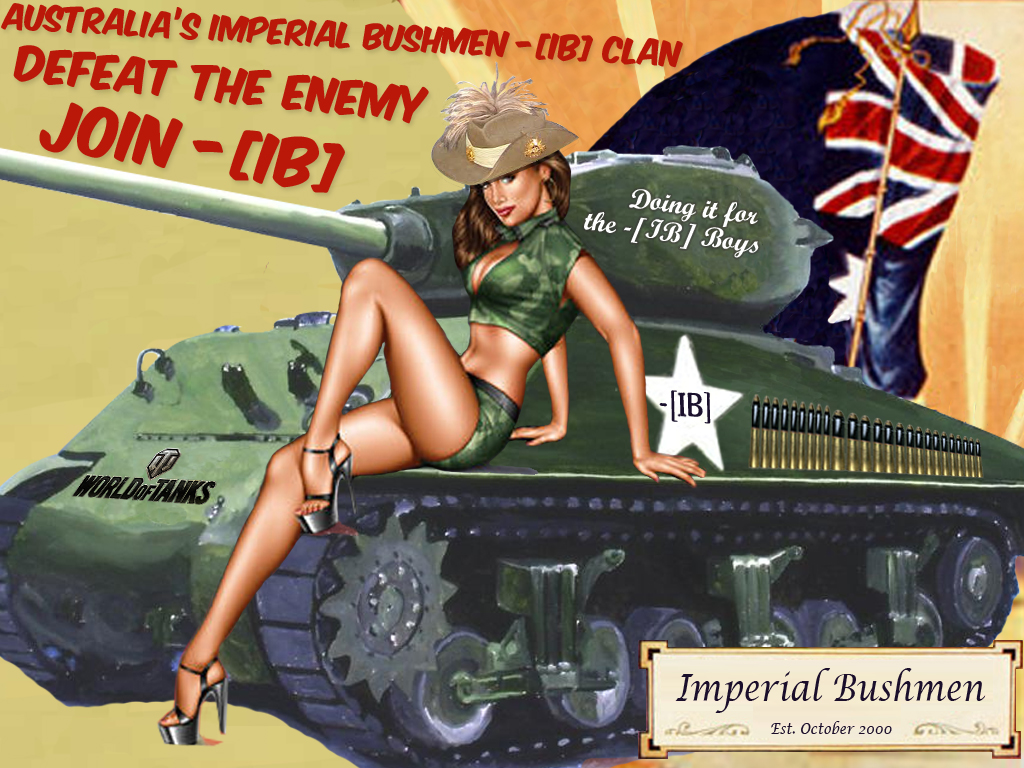 AUSTRALIA'S IMPERIAL BUSHMEN -[IB] CLAN
DEFEAT THE ENEMY
JOIN -[IB]
Doing it for
the -[IB] Boys
-[IB]
WORLD OF TANKS
Imperial Bushmen
Est. October 2000